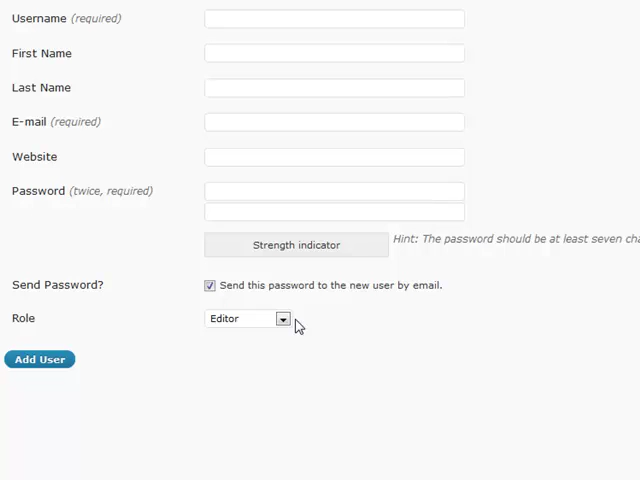 Username (required)
First Name
Last Name
E-mail (required)
Website
Password (twice, required)
Strength indicator
Hint: The password should be at least seven
Send Password?
Send this password to the new user by email.
Role
Editor
Add User